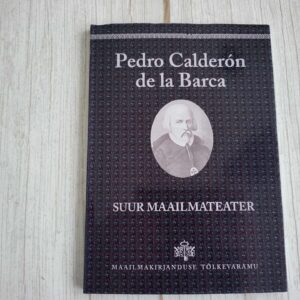 Pedro Calderón
de la Barca
SUUR MAAILMATEATER
MAAILMAKIRJANDUSE TÕLKEVARAMU